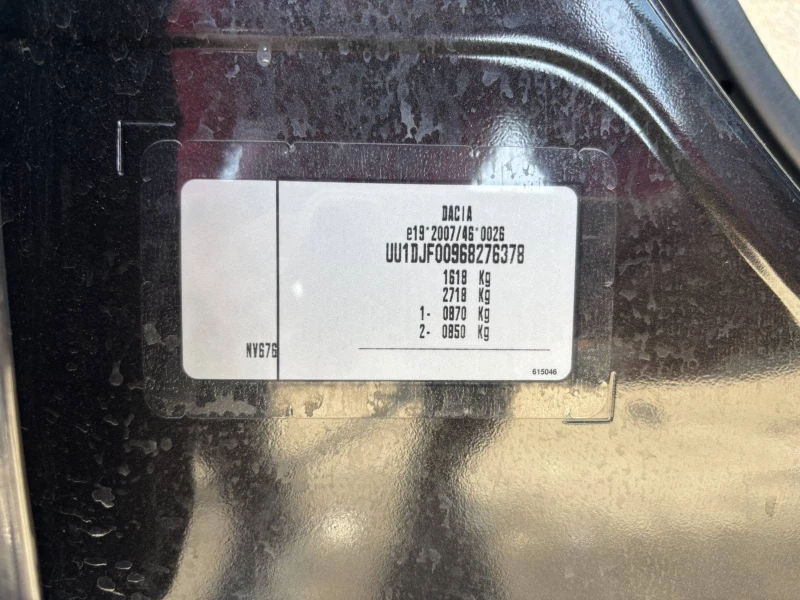 DACIA
e19*2007/46*0026
UU1DJF00968276378
1618 Kg
2718 Kg
1- 0870 Kg
2- 0850 Kg
NV676
615046